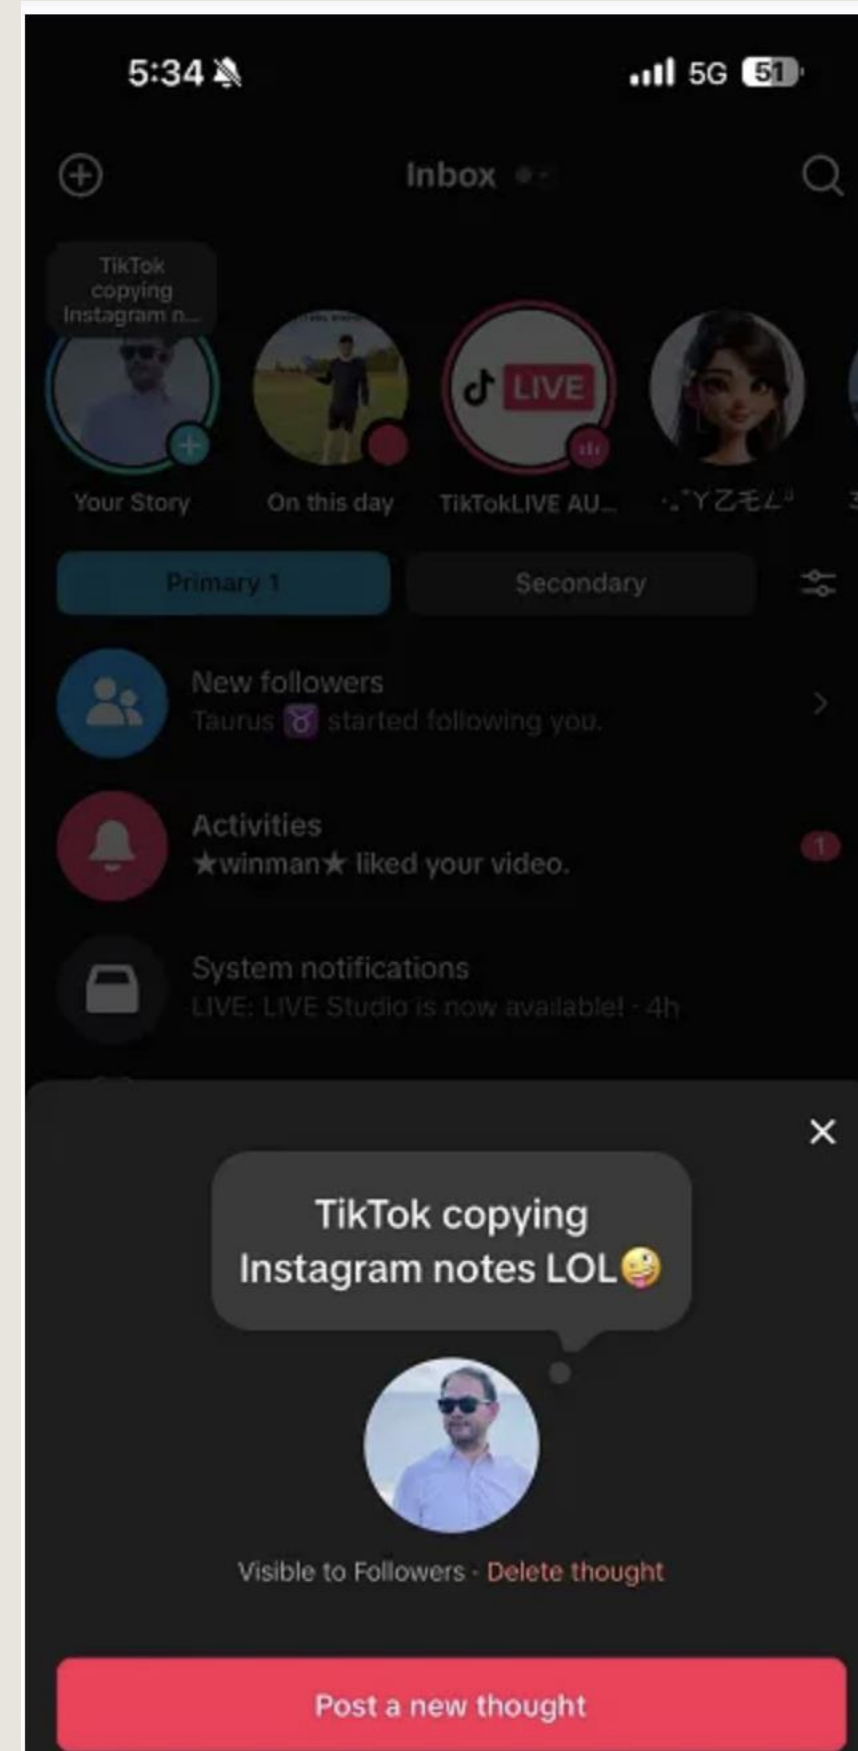 5:34
5G 51
Inbox
TikTok
copying
Instagram n...
LIVE
Your Story
On this day
TikTokLIVE AU...
Primary 1
Secondary
New followers
Taurus ♉ started following you.
Activities
★winman★ liked your video.
1
System notifications
LIVE: LIVE Studio is now available! · 4h
TikTok copying
Instagram notes LOL🤪
Visible to Followers · Delete thought
Post a new thought